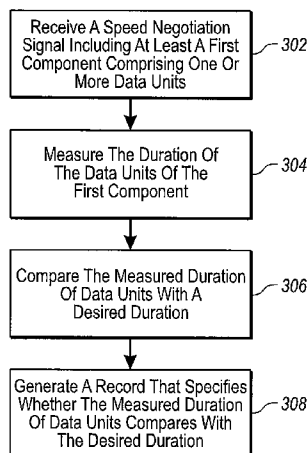 Receive A Speed Negotiation
Signal Including At Least A First
Component Comprising One Or
More Data Units
302
Measure The Duration Of
The Data Units Of The
First Component
304
Compare The Measured Duration
Of Data Units With A
Desired Duration
306
Generate A Record That Specifies
Whether The Measured Duration
Of Data Units Compares With
The Desired Duration
308